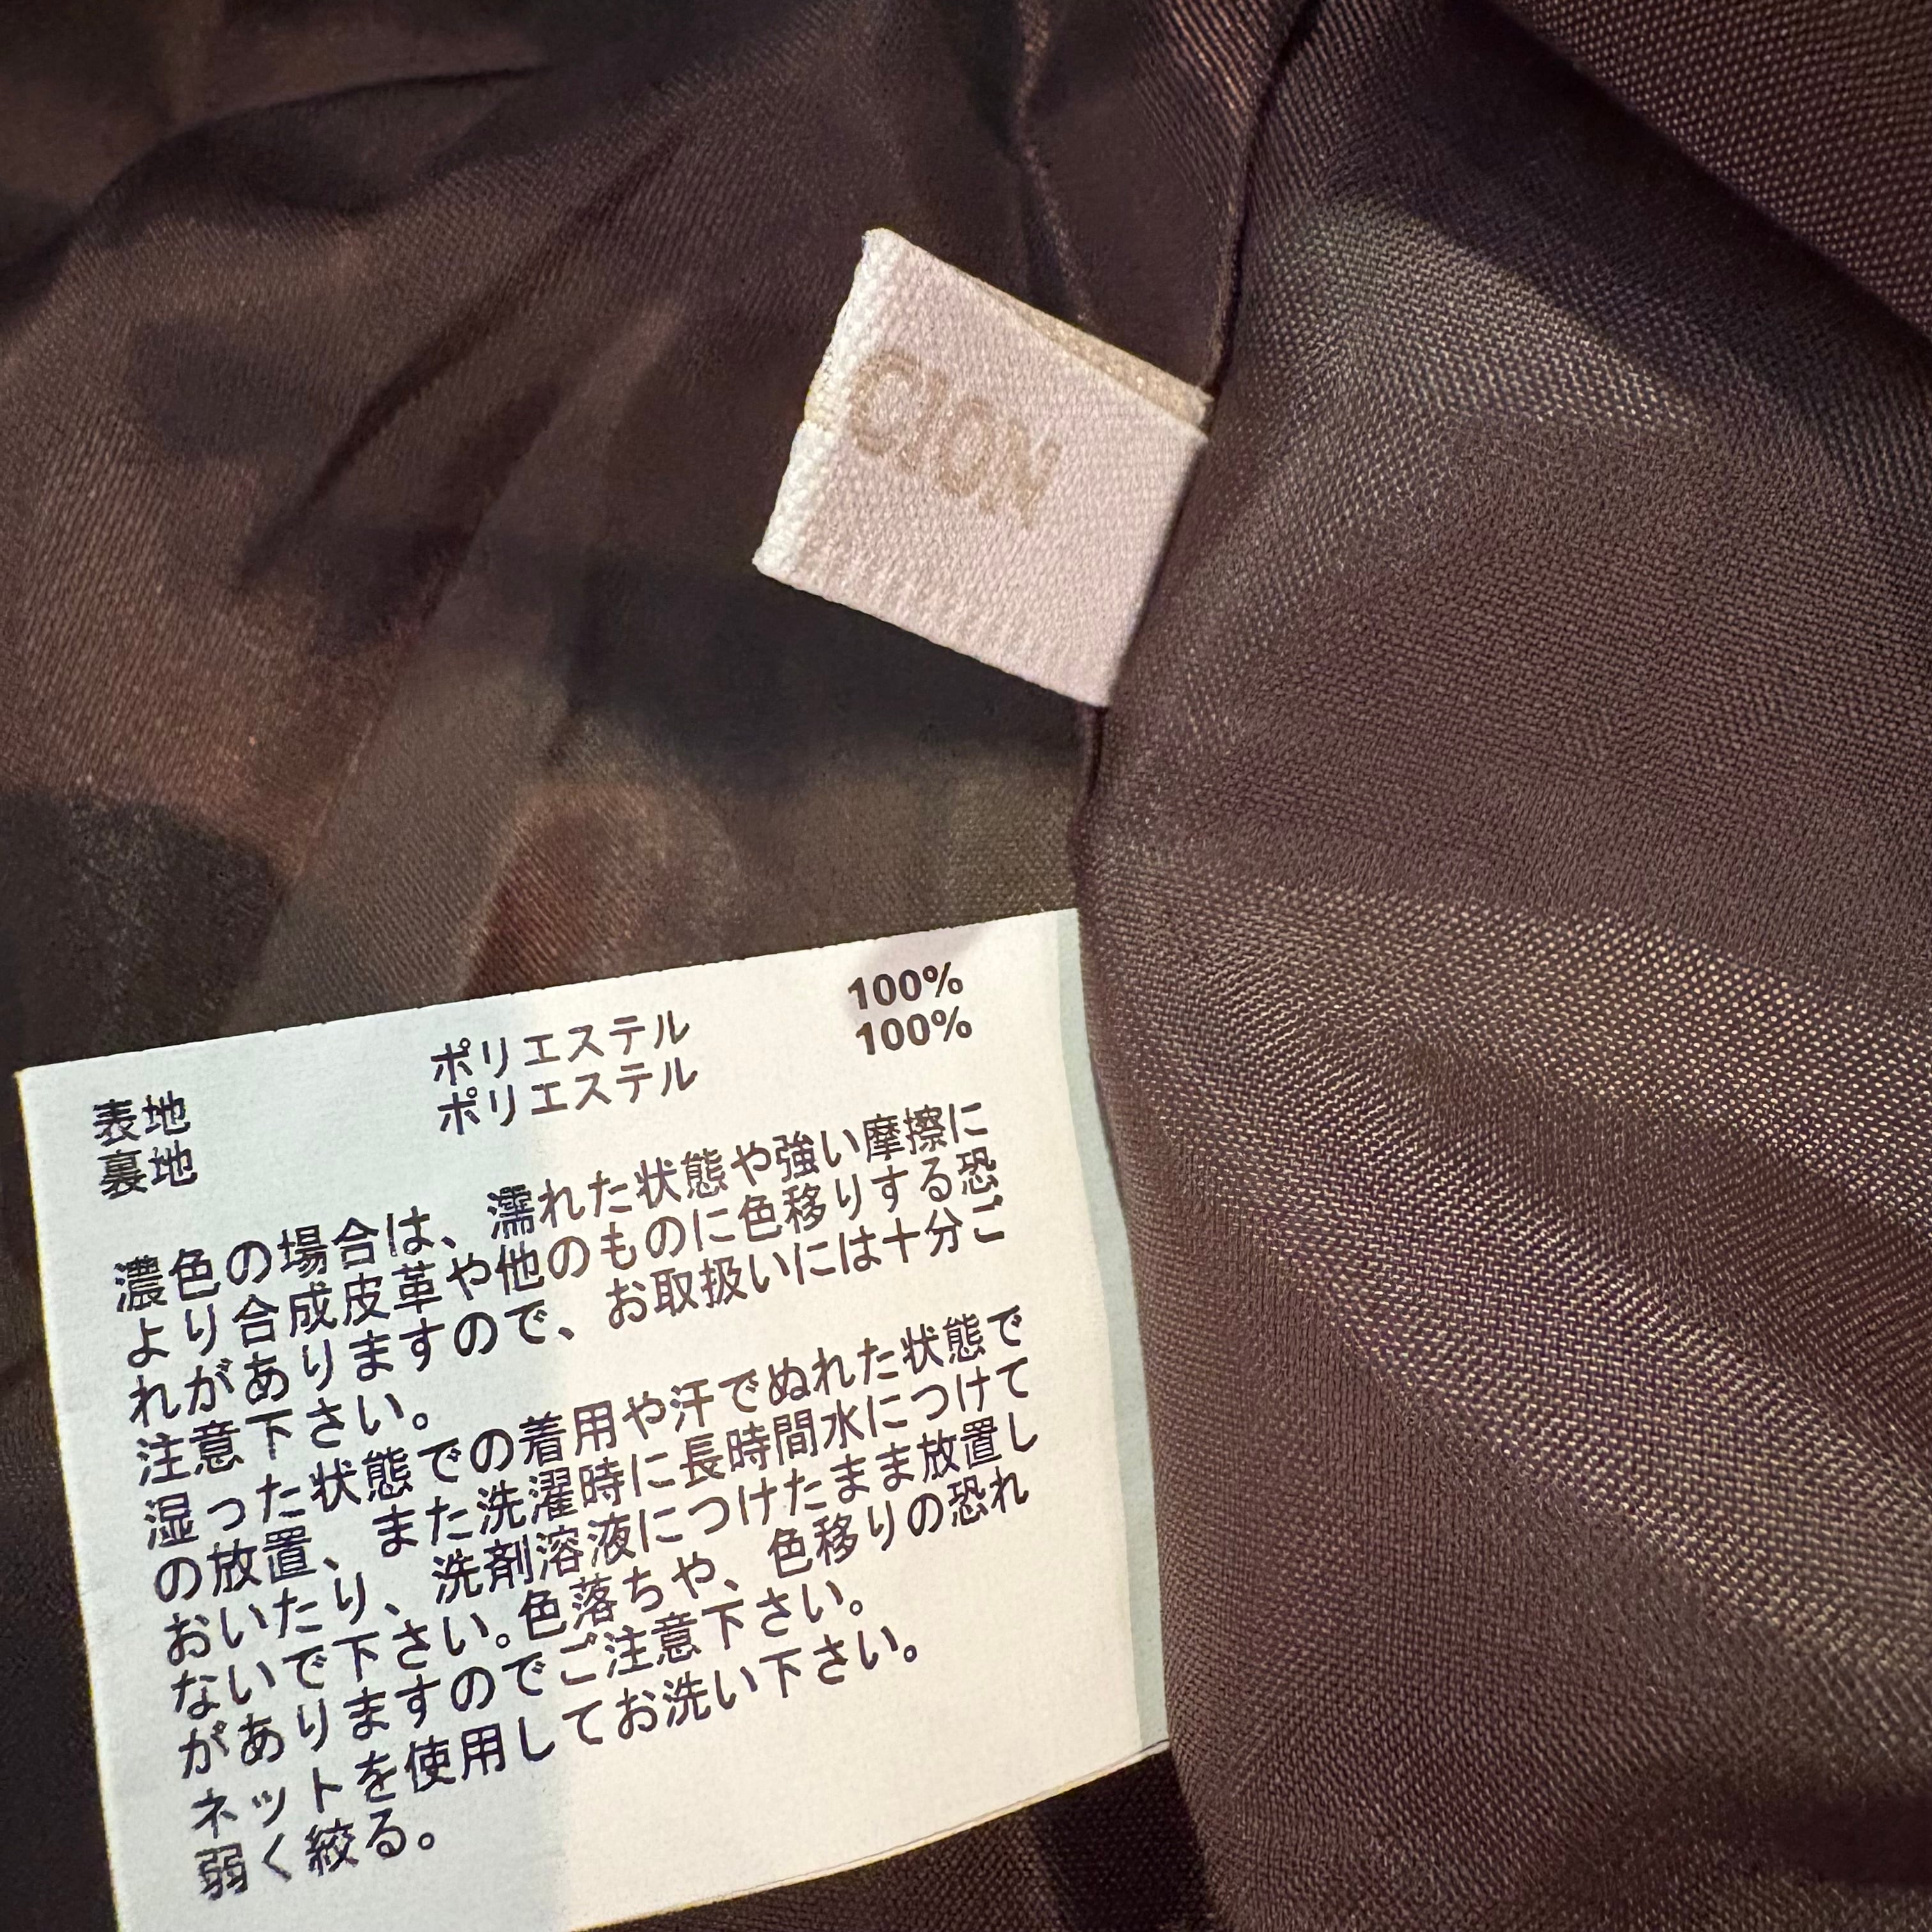 CION
表地 ポリエステル 100%
裏地 ポリエステル 100%
濃色の場合は、濡れた状態や強い摩擦に
より合成皮革や他のものに色移りする恐
れがありますので、お取扱いには十分ご
注意下さい。
湿った状態での着用や汗でぬれた状態で
の放置、また洗濯時に長時間水につけて
おいたり、洗剤溶液につけたまま放置し
ないで下さい。色落ちや、色移りの恐れ
がありますのでご注意下さい。
ネットを使用してお洗い下さい。
弱く絞る。